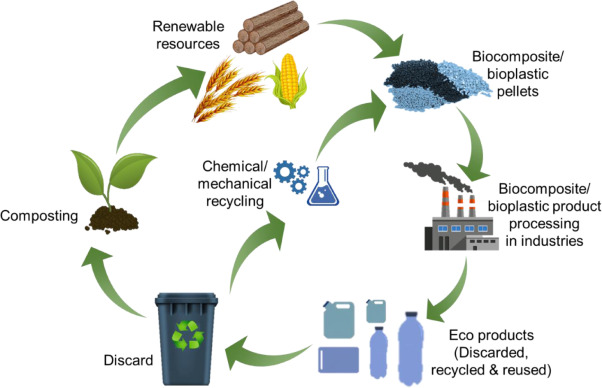 Renewable
resources
Biocomposite/
bioplastic
pellets
Chemical/
mechanical
recycling
Biocomposite/
bioplastic product
processing
in industries
Composting
Eco products
(Discarded,
recycled & reused)
Discard